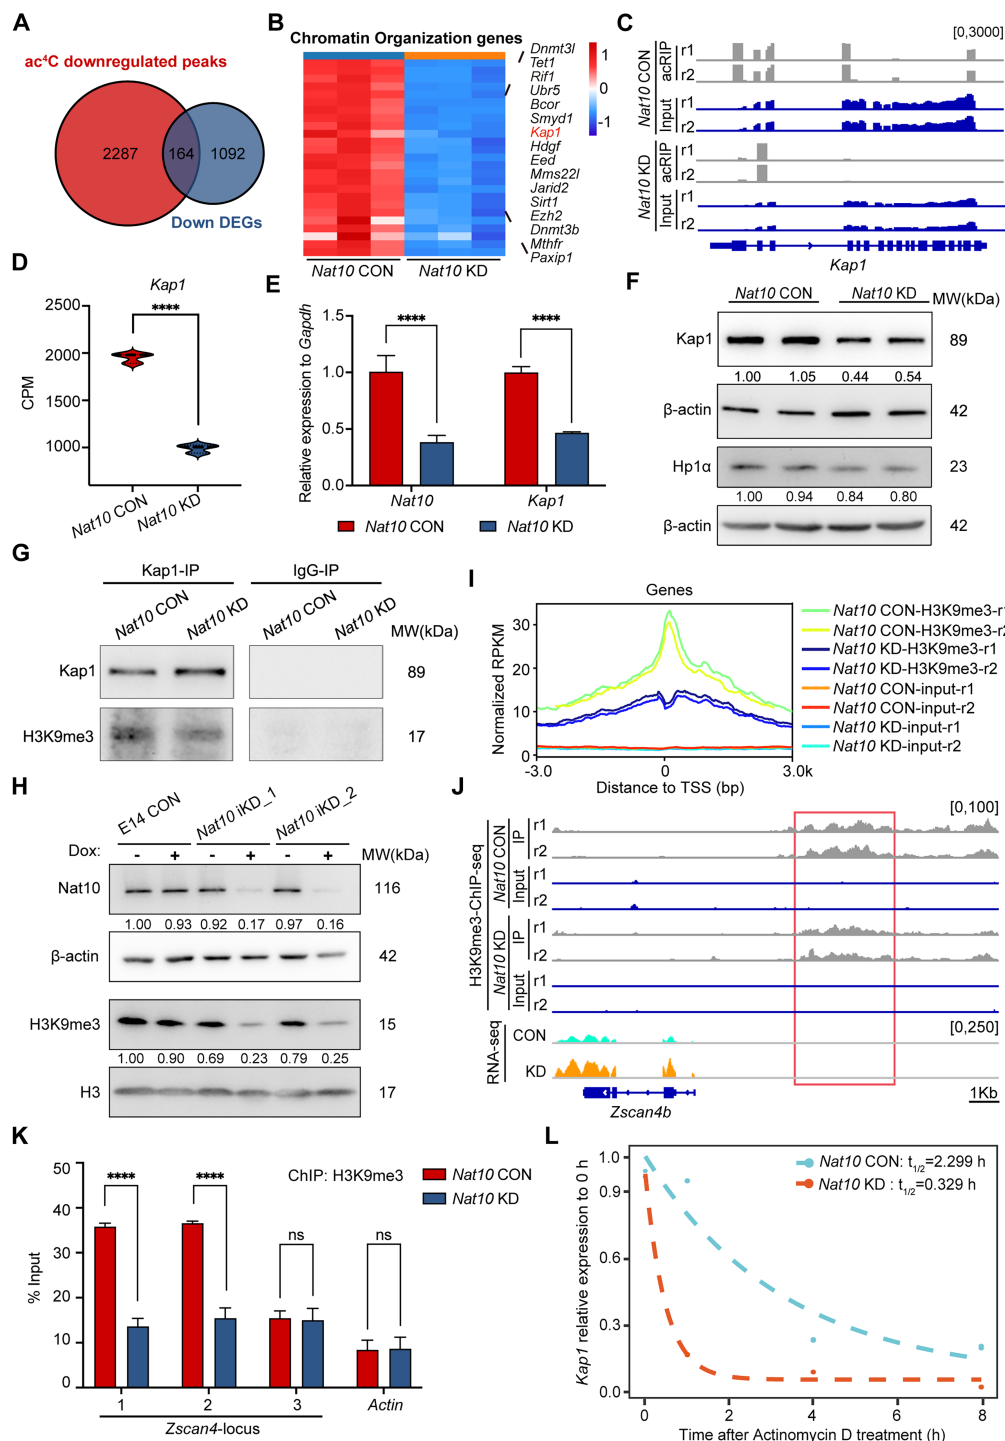 A
ac⁴C downregulated peaks
2287
164
1092
Down DEGs
B
Chromatin Organization genes
Dnmt3l
Tet1
Rif1
Ubr5
Bcor
Smyd1
Kap1
Hdgf
Eed
Mms22l
Jarid2
Sirt1
Ezh2
Dnmt3b
Mthfr
Paxip1
1
0
-1
Nat10 CON
Nat10 KD
C
[0,3000]
Nat10 CON
acRIP
r1
r2
Input
r1
r2
Nat10 KD
acRIP
r1
r2
Input
r1
r2
Kap1
D
Kap1
****
2500
2000
1500
1000
CPM
Nat10 CON
Nat10 KD
E
Relative expression to Gapdh
1.5
1.0
0.5
0.0
****
****
Nat10
Kap1
Nat10 CON
Nat10 KD
F
Nat10 CON
Nat10 KD
MW(kDa)
Kap1
89
1.00 1.05 0.44 0.54
β-actin
42
Hp1α
23
1.00 0.94 0.84 0.80
β-actin
42
G
Kap1-IP
IgG-IP
Nat10 CON
Nat10 KD
Nat10 CON
Nat10 KD
MW(kDa)
Kap1
89
H3K9me3
17
H
E14 CON
Nat10 iKD_1
Nat10 iKD_2
Dox:
- + - + - +
MW(kDa)
Nat10
116
1.00 0.93 0.92 0.17 0.97 0.16
β-actin
42
H3K9me3
15
1.00 0.90 0.69 0.23 0.79 0.25
H3
17
I
Genes
Normalized RPKM
30
20
10
0
-3.0
0
3.0k
Distance to TSS (bp)
Nat10 CON-H3K9me3-r1
Nat10 CON-H3K9me3-r2
Nat10 KD-H3K9me3-r1
Nat10 KD-H3K9me3-r2
Nat10 CON-input-r1
Nat10 CON-input-r2
Nat10 KD-input-r1
Nat10 KD-input-r2
J
[0,100]
H3K9me3-ChIP-seq
Nat10 CON
IP
r1
r2
Input
r1
r2
Nat10 KD
IP
r1
r2
Input
r1
r2
[0,250]
RNA-seq
CON
KD
1Kb
Zscan4b
K
ChIP: H3K9me3
Nat10 CON
Nat10 KD
% Input
50
40
30
20
10
0
****
****
ns
ns
1
2
3
Actin
Zscan4-locus
L
Kap1 relative expression to 0 h
1.0
0.9
0.6
0.3
0.0
Nat10 CON: t1/2=2.299 h
Nat10 KD : t1/2=0.329 h
0
2
4
6
8
Time after Actinomycin D treatment (h)